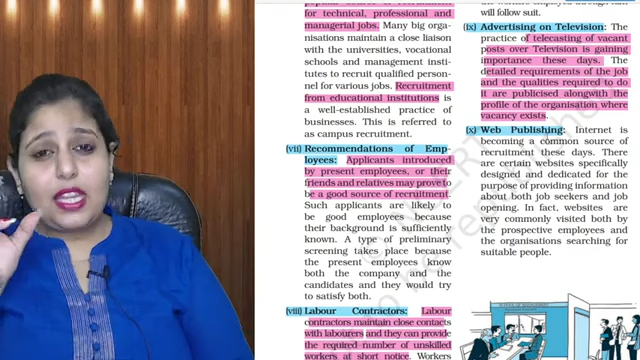 popular source of recruitment
for technical, professional and
managerial jobs. Many big org-
anisations maintain a close liaison
with the universities, vocational
schools and management insti-
tutes to recruit qualified person-
nel for various jobs. Recruitment
from educational institutions is
a well-established practice of
businesses. This is referred to
as campus recruitment.
(vii) Recommendations of Emp-
loyees: Applicants introduced
by present employees, or their
friends and relatives may prove to
be a good source of recruitment.
Such applicants are likely to
be good employees because
their background is sufficiently
known. A type of preliminary
screening take place because
the present employees know
both the company and the
candidates and they would try
to satisfy both.
(viii) Labour Contractors: Labour
contractors maintain close contacts
with labourers and they can provide
the required number of unskilled
workers at short notice. Workers
will follow suit.
(ix) Advertising on Television: The
practice of telecasting of vacant
posts over Television is gaining
importance these days. The
detailed requirements of the job
and the qualities required to do
it are publicised alongwith the
profile of the organisation where
vacancy exists.
(x) Web Publishing: Internet is
becoming a common source of
recruitment these days. There
are certain websites specifically
designed and dedicated for the
purpose of providing information
about both job seekers and job
opening. In fact, websites are
very commonly visited both by
the prospective employees and
the organisations searching for
suitable people.